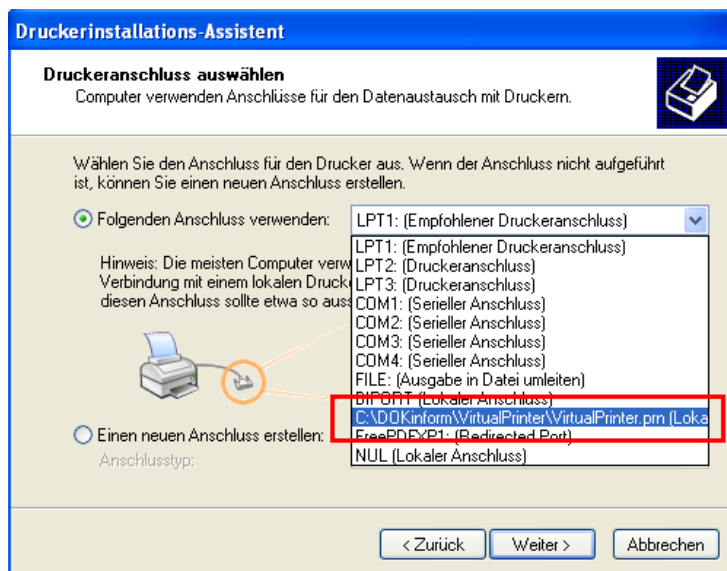 Druckerinstallations-Assistent
Druckeranschluss auswählen
Computer verwenden Anschlüsse für den Datenaustausch mit Druckern.
Wählen Sie den Anschluss für den Drucker aus. Wenn der Anschluss nicht aufgeführt
ist, können Sie einen neuen Anschluss erstellen.
Folgenden Anschluss verwenden:
LPT1: (Empfohlener Druckeranschluss)
LPT1: (Empfohlener Druckeranschluss)
LPT2: (Druckeranschluss)
LPT3: (Druckeranschluss)
COM1: (Serieller Anschluss)
COM2: (Serieller Anschluss)
COM3: (Serieller Anschluss)
COM4: (Serieller Anschluss)
FILE: (Ausgabe in Datei umleiten)
BIPORT (Lokaler Anschluss)
C:\DOKinform\VirtualPrinter\VirtualPrinter.prn (Loka
FreePDFXP1: (Redirected Port)
NUL (Lokaler Anschluss)
Hinweis: Die meisten Computer verw
Verbindung mit einem lokalen Drucke
diesen Anschluss sollte etwa so auss
Einen neuen Anschluss erstellen:
Anschlusstyp:
< Zurück
Weiter >
Abbrechen